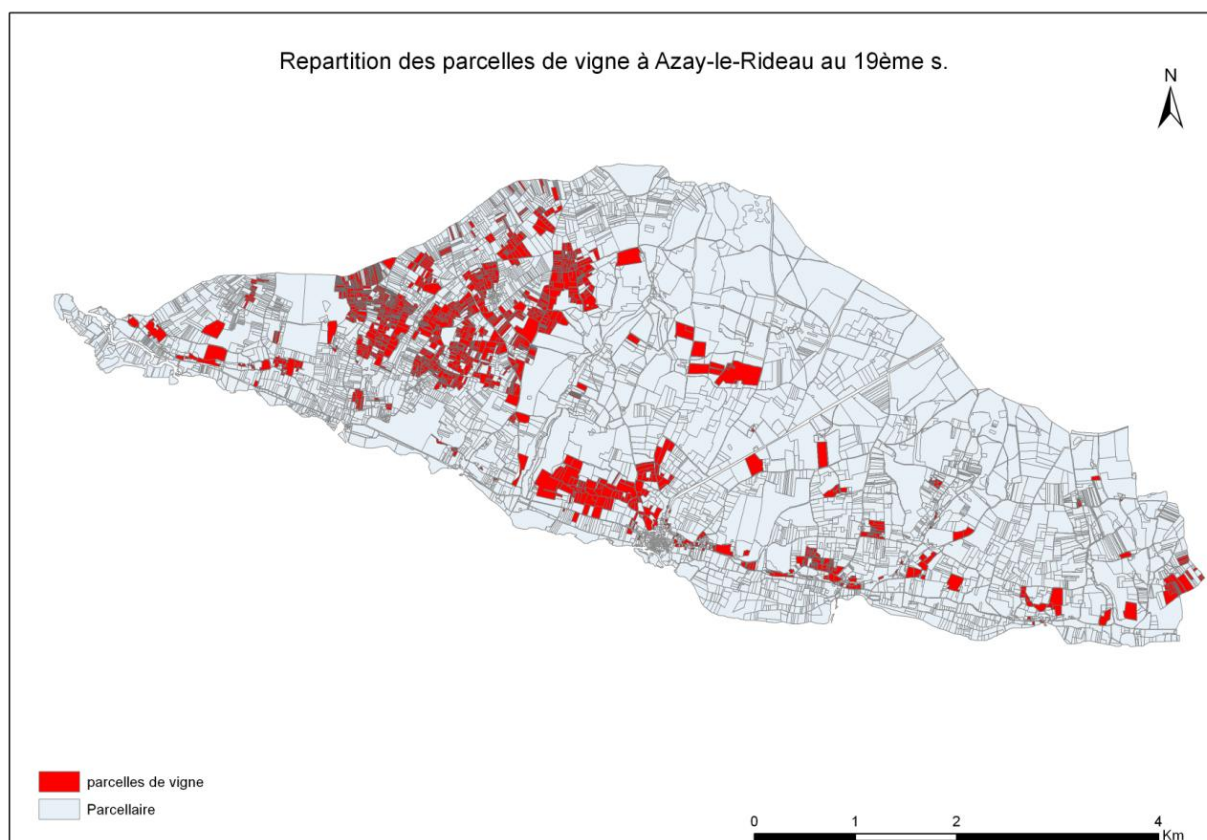 Repartition des parcelles de vigne à Azay-le-Rideau au 19ème s.
N
parcelles de vigne
Parcellaire
0 1 2 4
Km